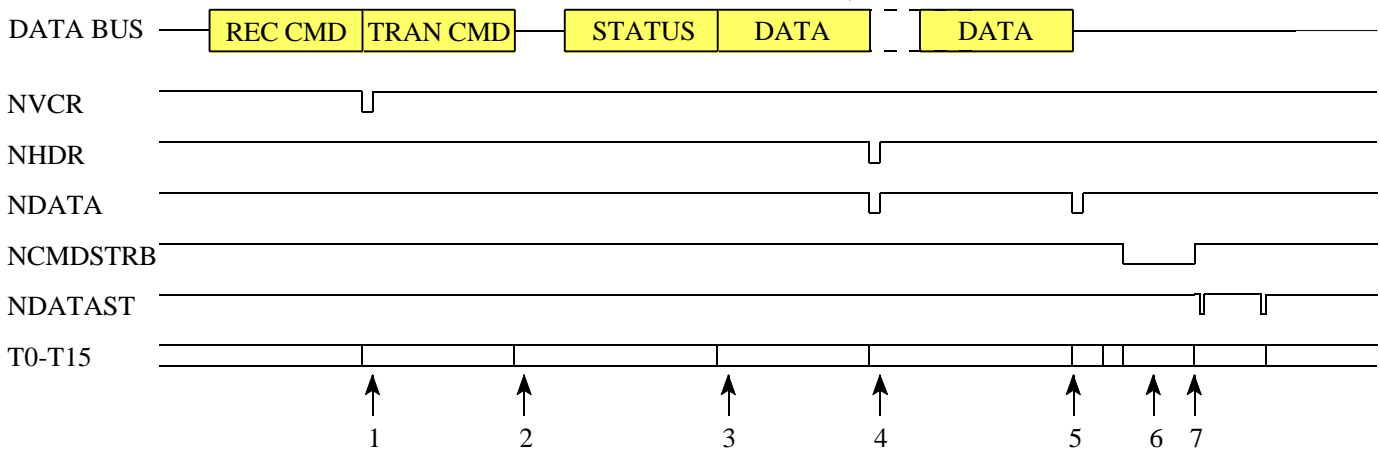 DATA BUS REC CMD TRAN CMD STATUS DATA DATA
NVCR
NHDR
NDATA
NCMDSTRB
NDATAST
T0-T15
1 2 3 4 5 6 7